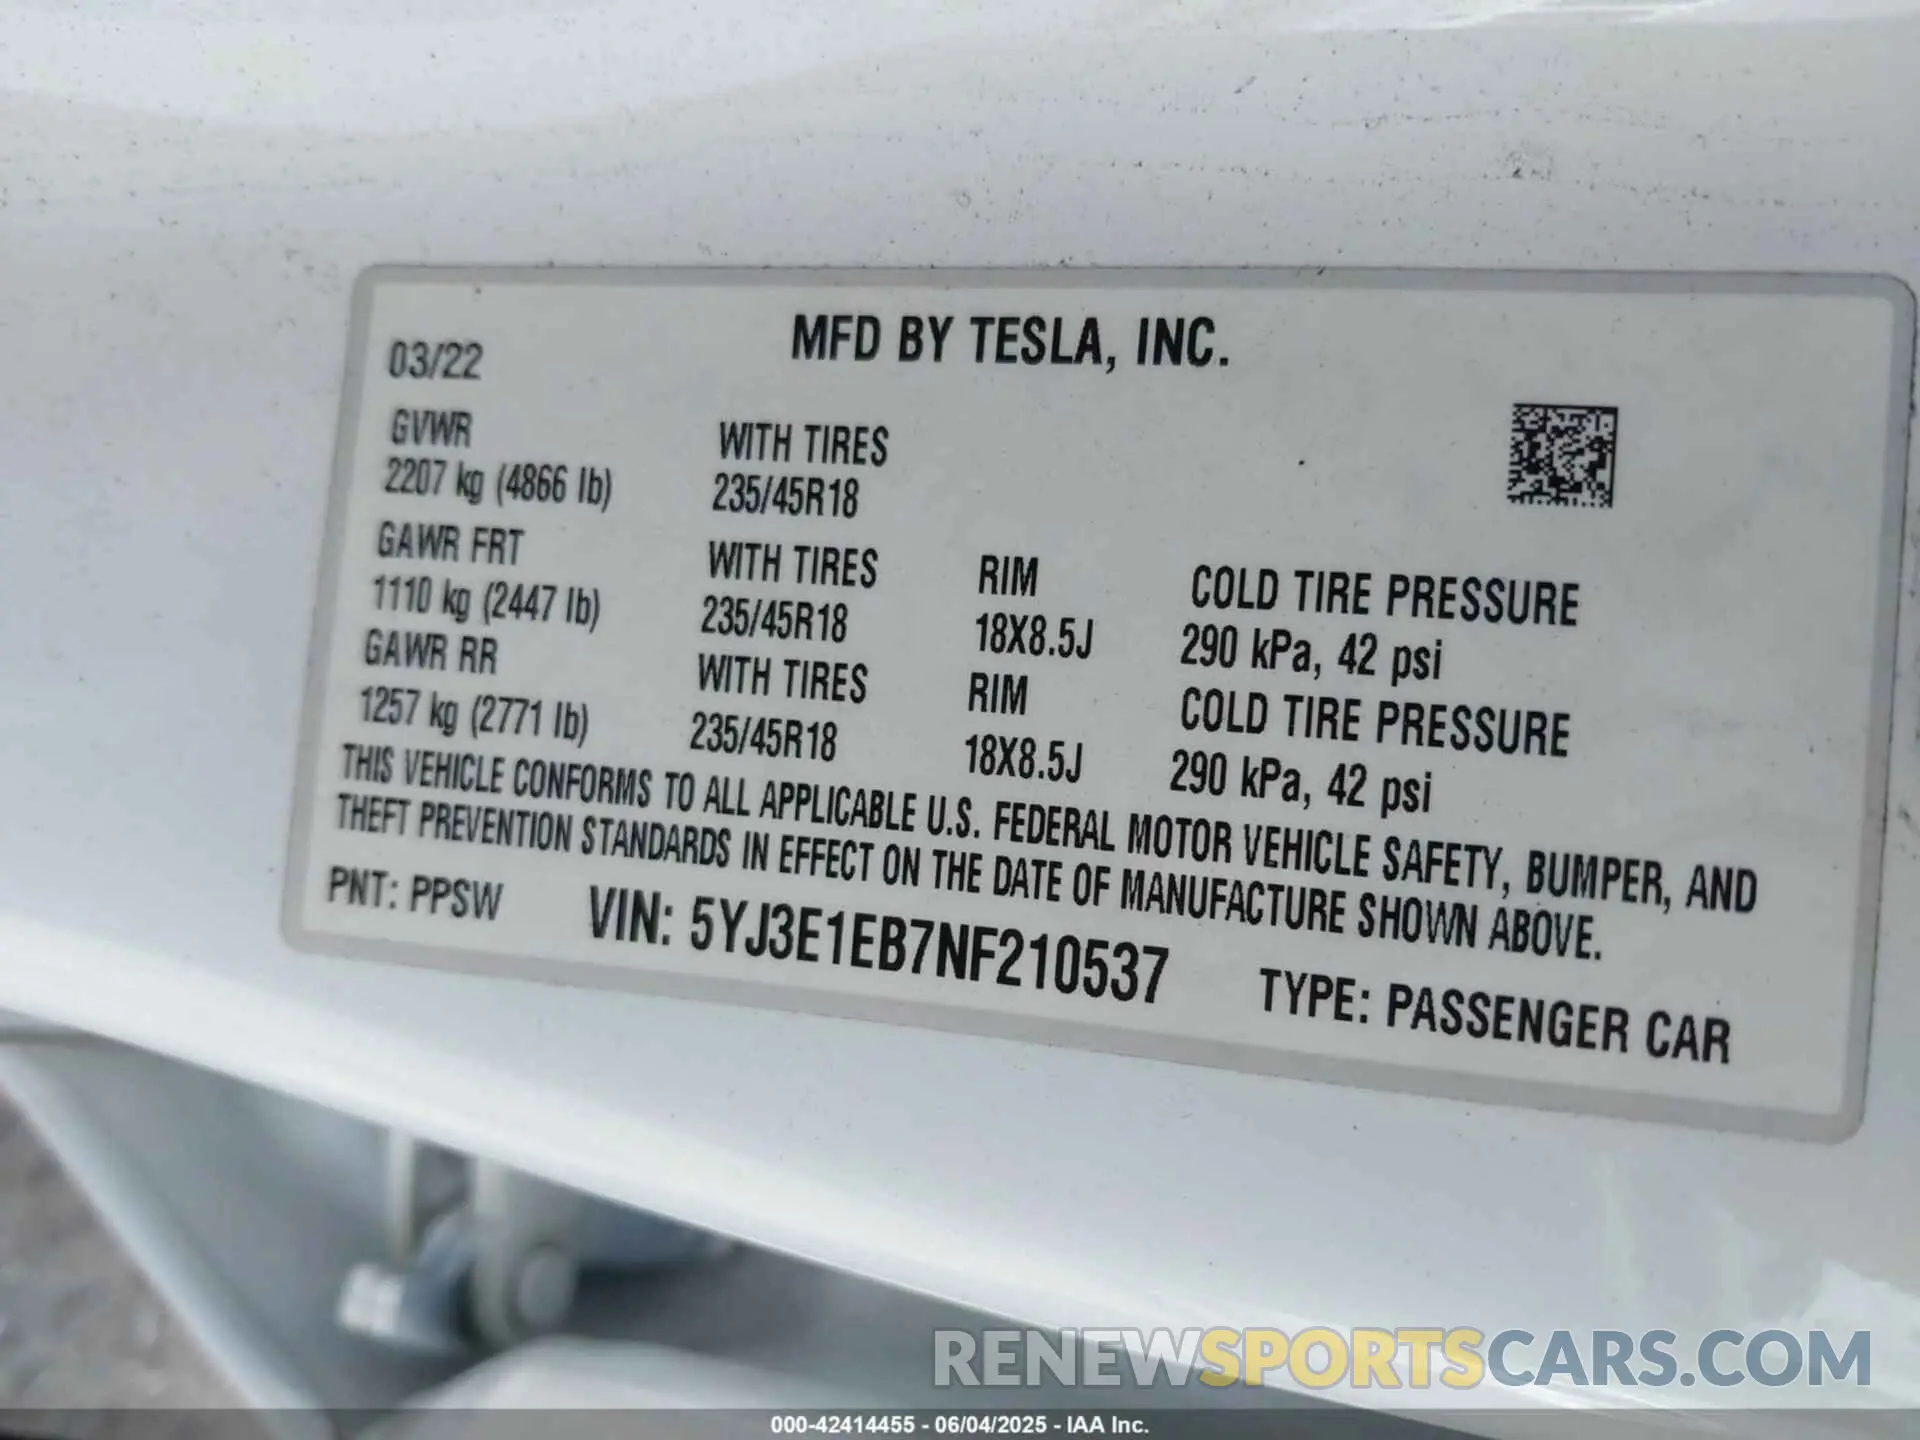 MFD BY TESLA, INC.
03/22
GVWR WITH TIRES
2207 kg (4866 lb) 235/45R18
GAWR FRT WITH TIRES RIM COLD TIRE PRESSURE
1110 kg (2447 lb) 235/45R18 18X8.5J 290 kPa, 42 psi
GAWR RR WITH TIRES RIM COLD TIRE PRESSURE
1257 kg (2771 lb) 235/45R18 18X8.5J 290 kPa, 42 psi
THIS VEHICLE CONFORMS TO ALL APPLICABLE U.S. FEDERAL MOTOR VEHICLE SAFETY, BUMPER, AND
THEFT PREVENTION STANDARDS IN EFFECT ON THE DATE OF MANUFACTURE SHOWN ABOVE.
PNT: PPSW VIN: 5YJ3E1EB7NF210537 TYPE: PASSENGER CAR
RENEWSPORTSCARS.COM
000-42414455 - 06/04/2025 - IAA Inc.